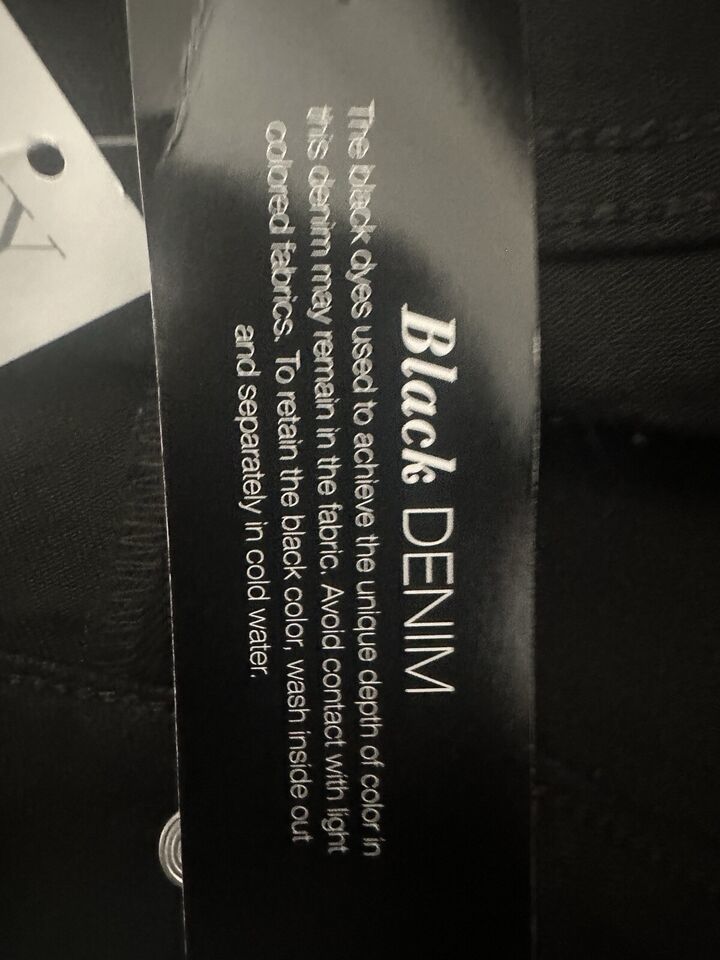 Black DENIM
The black dyes used to achieve the unique depth of color in
this denim may remain in the fabric. Avoid contact with light
colored fabrics. To retain the black color, wash inside out
and separately in cold water.